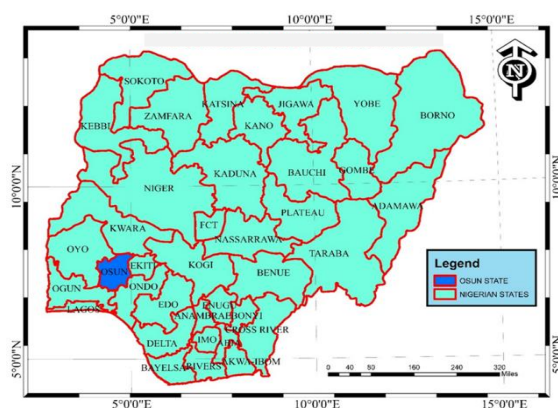 5°0'0"E 10°0'0"E 15°0'0"E
N
SOKOTO
KATSINA
JIGAWA
YOBE
BORNO
ZAMFARA
KANO
KEBBI
KADUNA
BAUCHI
GOMBE
NIGER
ADAMAWA
PLATEAU
KWARA
FCT
NASSARRAWA
OYO
TARABA
OSUN
EKITI
KOGI
BENUE
OGUN
ONDO
LAGOS
EDO
ENUGU
ANAMBRA
EBONYI
CROSS RIVER
DELTA
IMO
ABIA
BAYELSA
RIVERS
AKWA IBOM
10°0'0"N
5°0'0"N
10°0'0"N
5°0'0"N
Legend
OSUN STATE
NIGERIAN STATES
0 40 80 160 240 320
Miles
5°0'0"E 10°0'0"E 15°0'0"E